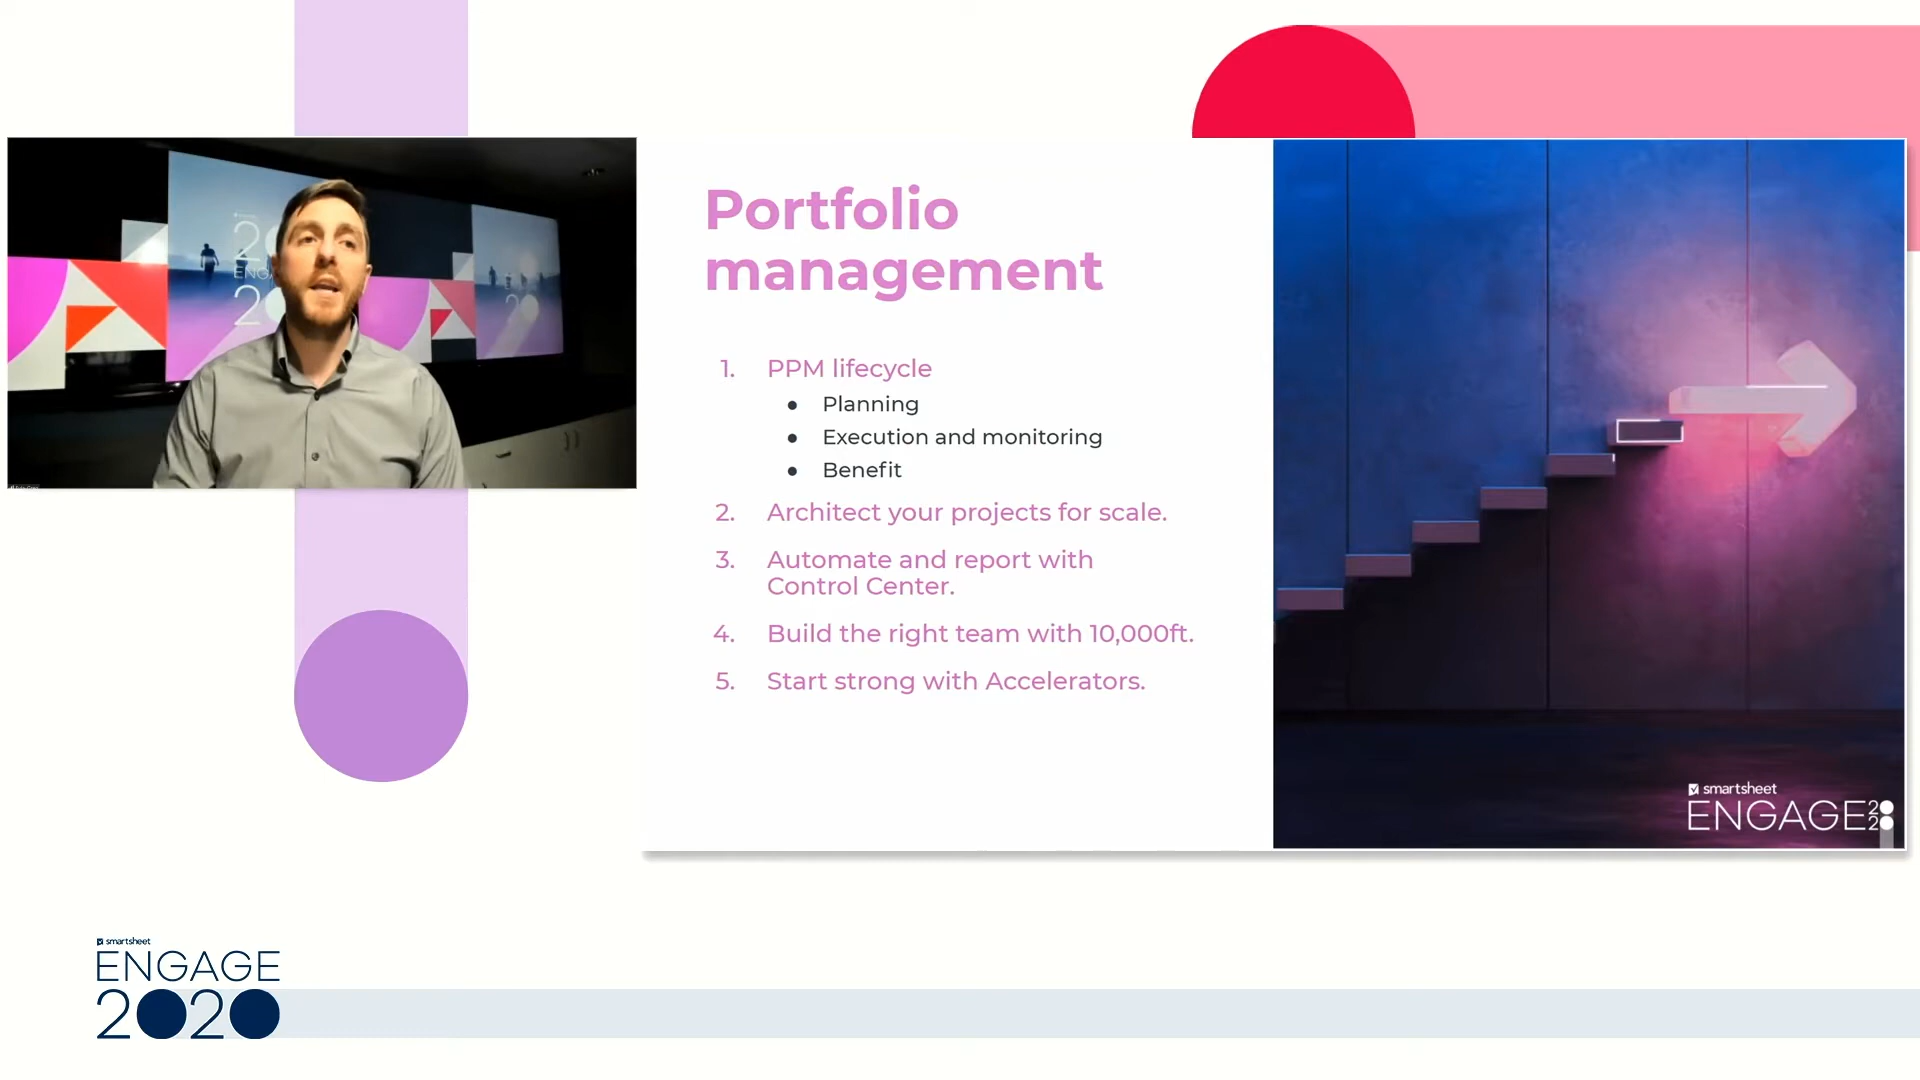 Portfolio
management
1. PPM lifecycle
● Planning
● Execution and monitoring
● Benefit
2. Architect your projects for scale.
3. Automate and report with
Control Center.
4. Build the right team with 10,000ft.
5. Start strong with Accelerators.
smartsheet
ENGAGE 20
20
smartsheet
ENGAGE
2020